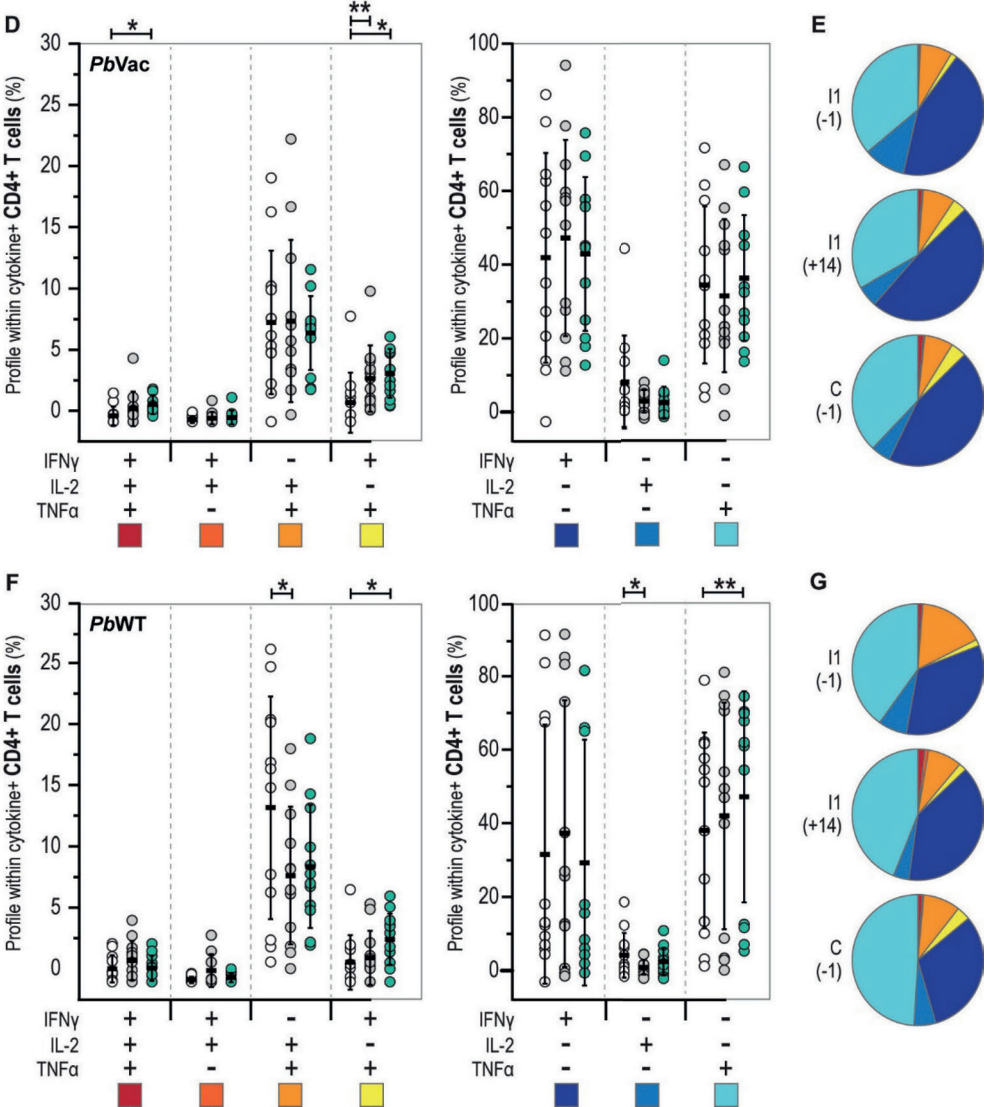 D
*
**
*
E
PbVac
30
25
20
15
10
5
0
Profile within cytokine+ CD4+ T cells (%)
100
80
60
40
20
0
Profile within cytokine+ CD4+ T cells (%)
IFNγ + + - +
IL-2 + + + -
TNFα + - + +
IFNγ + - -
IL-2 - + -
TNFα - - +
I1
(-1)
I1
(+14)
C
(-1)
F
*
*
*
**
G
PbWT
30
25
20
15
10
5
0
Profile within cytokine+ CD4+ T cells (%)
100
80
60
40
20
0
Profile within cytokine+ CD4+ T cells (%)
IFNγ + + - +
IL-2 + + + -
TNFα + - + +
IFNγ + - -
IL-2 - + -
TNFα - - +
I1
(-1)
I1
(+14)
C
(-1)